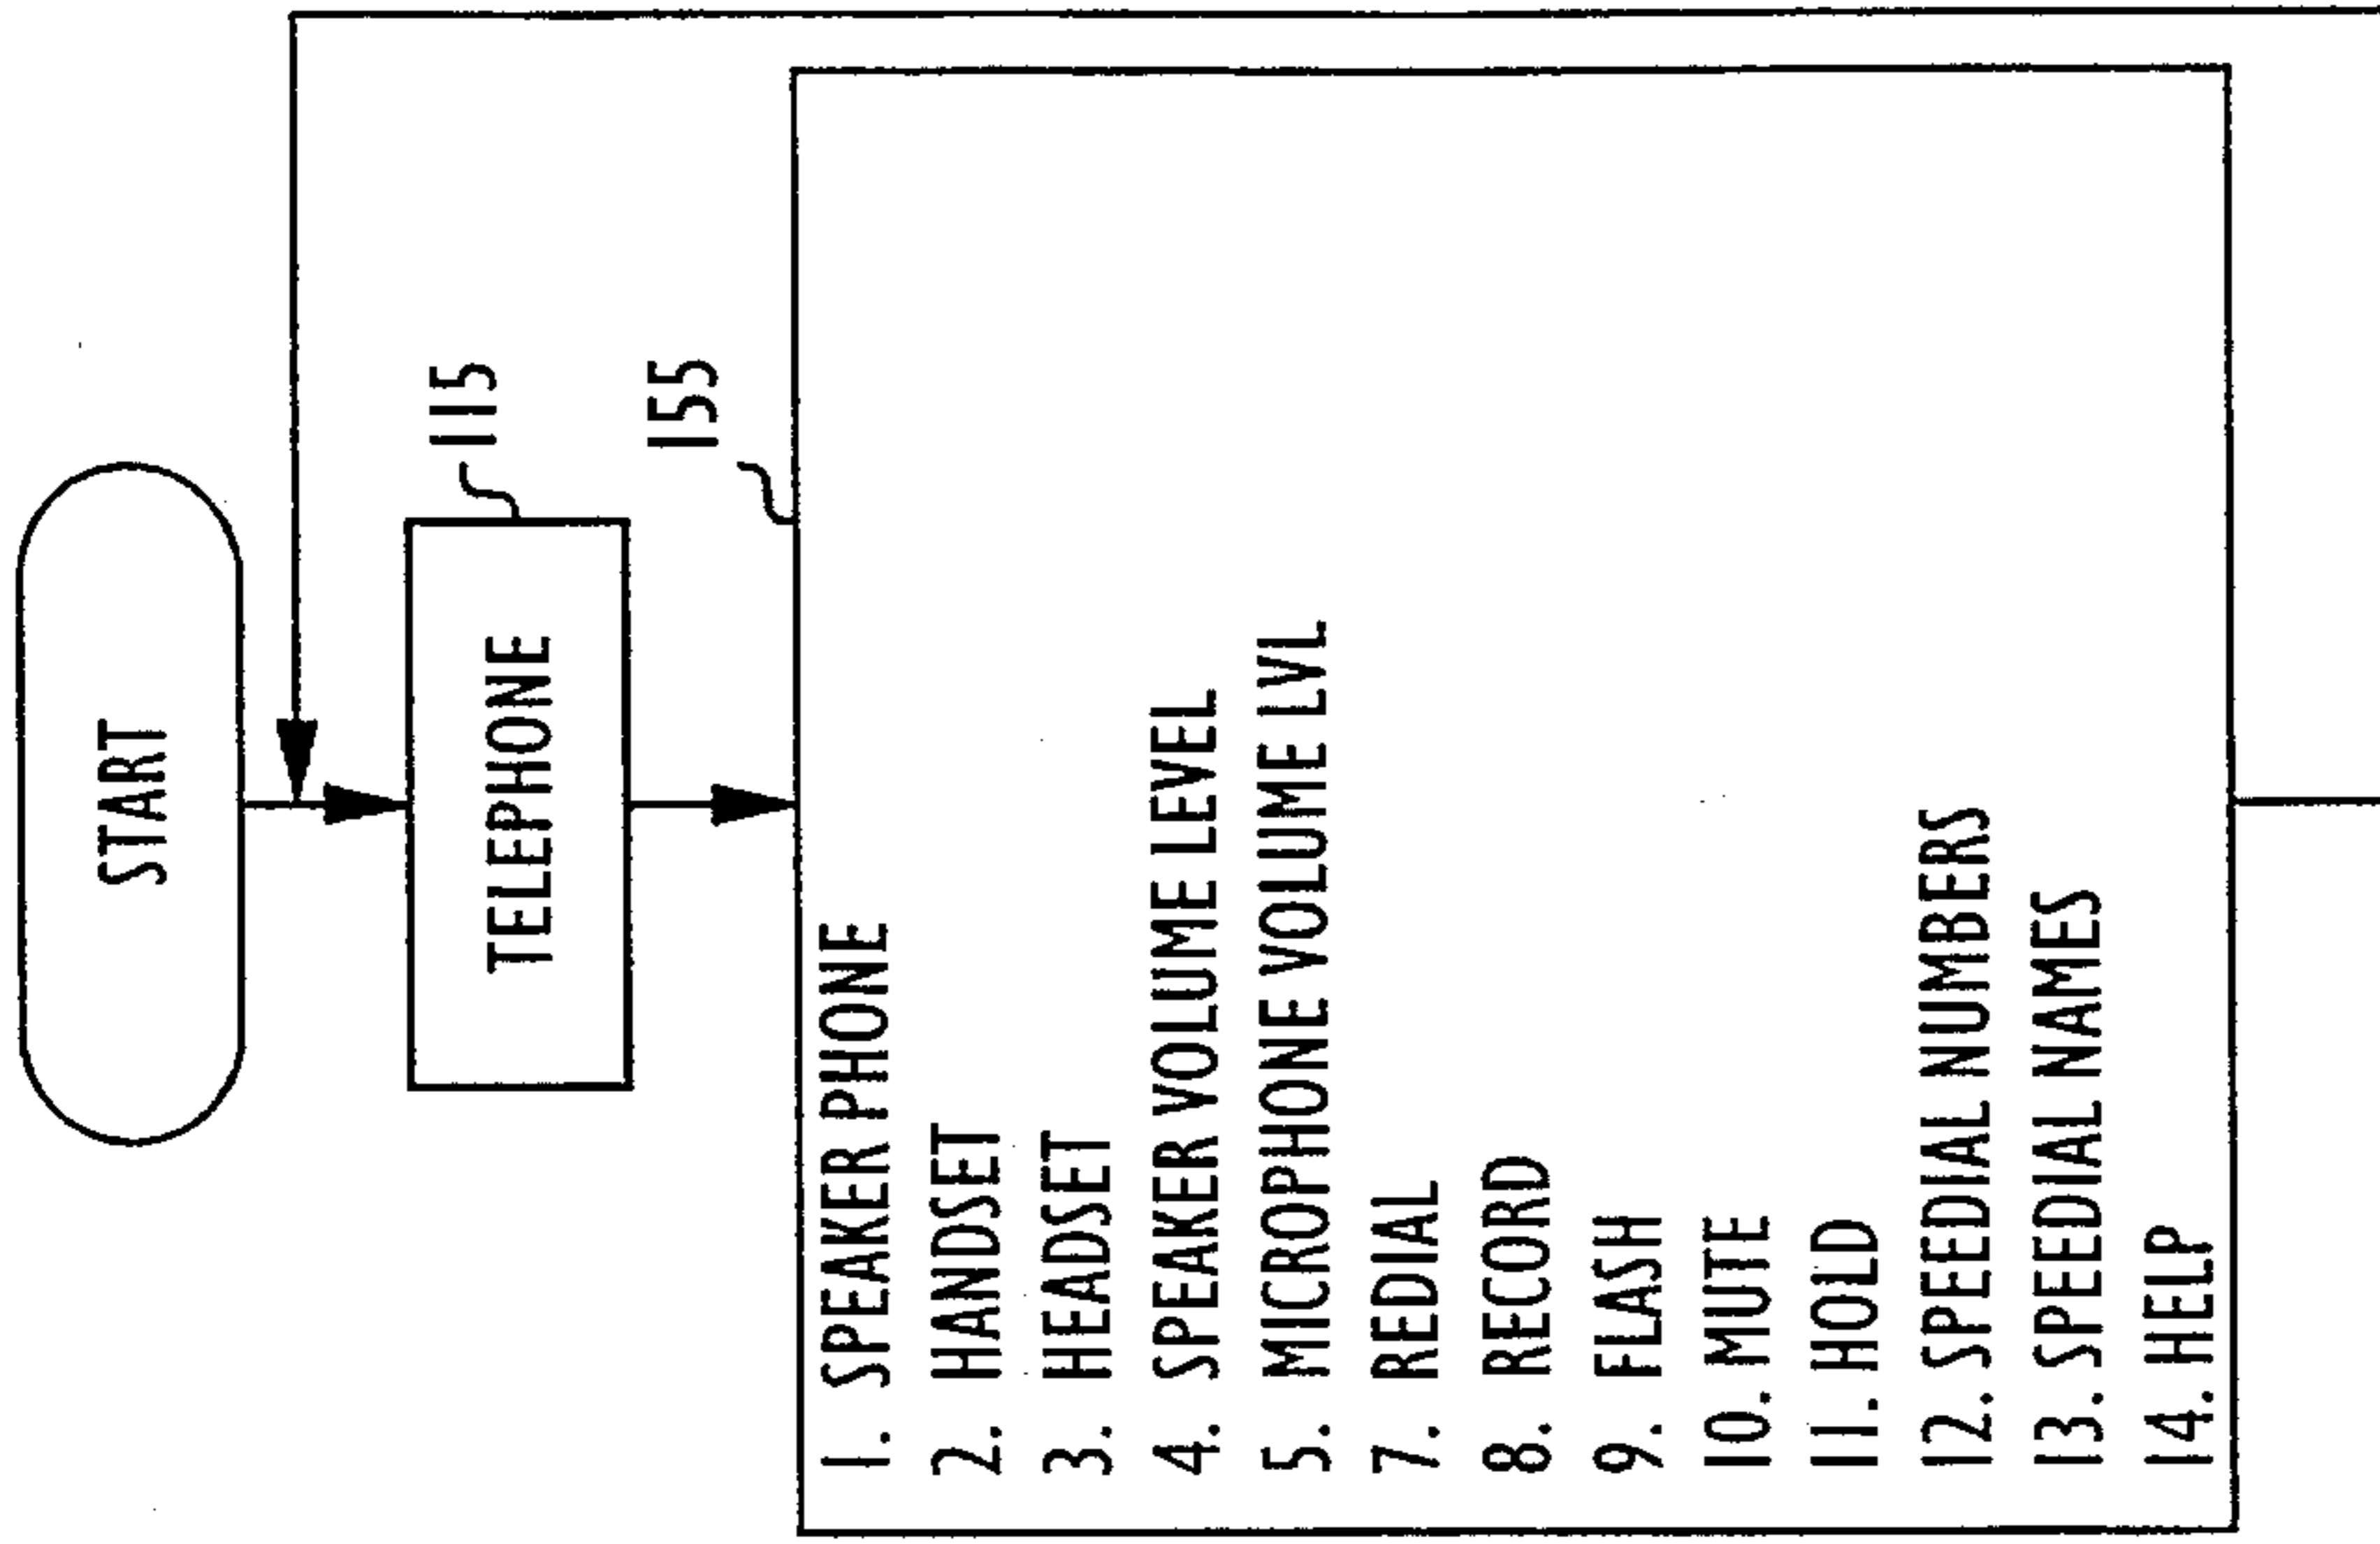 START
TELEPHONE
115
155
1. SPEAKER PHONE
2. HANDSET
3. HEADSET
4. SPEAKER VOLUME LEVEL
5. MICROPHONE VOLUME LVL
7. REDIAL
8. RECORD
9. FLASH
10. MUTE
11. HOLD
12. SPEEDIAL NUMBERS
13. SPEEDIAL NAMES
14. HELP